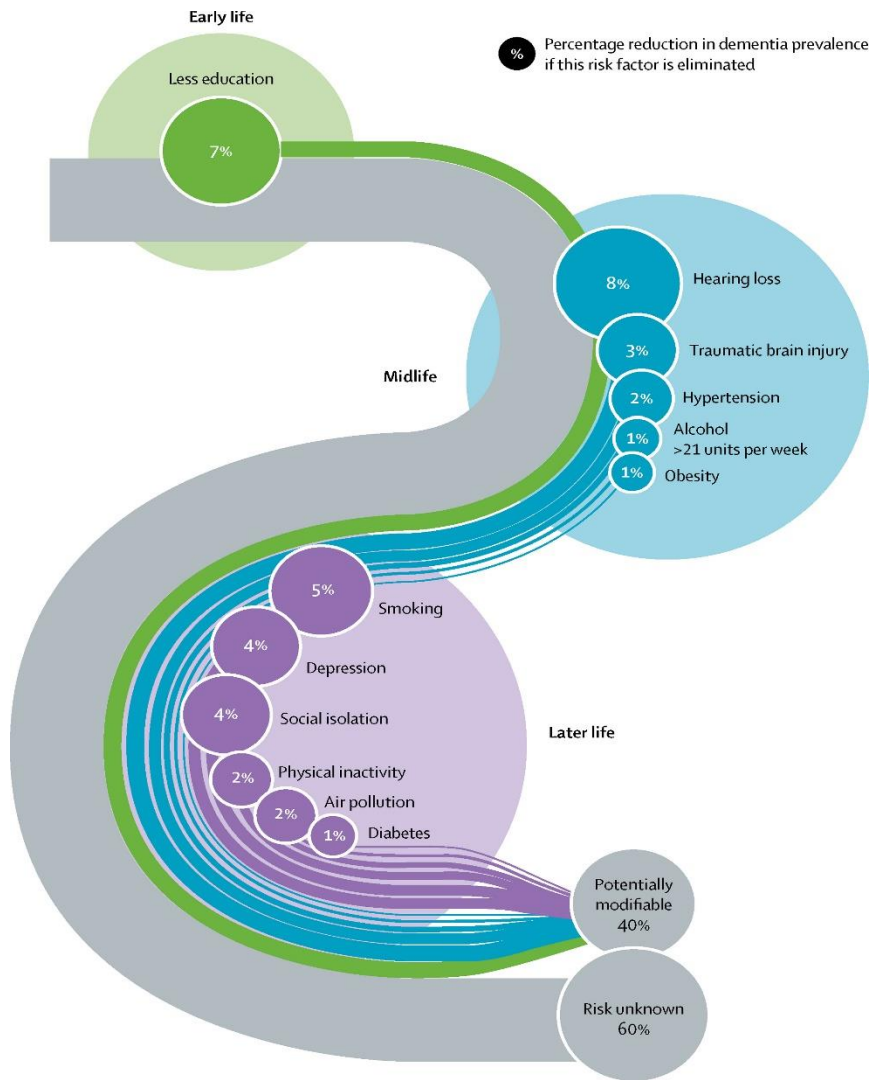 Early life
%
Percentage reduction in dementia prevalence
if this risk factor is eliminated
Less education
7%
8%
Hearing loss
3%
Traumatic brain injury
Midlife
2%
Hypertension
1%
Alcohol
>21 units per week
1%
Obesity
5%
Smoking
4%
Depression
4%
Social isolation
Later life
2%
Physical inactivity
2%
Air pollution
1%
Diabetes
Potentially
modifiable
40%
Risk unknown
60%